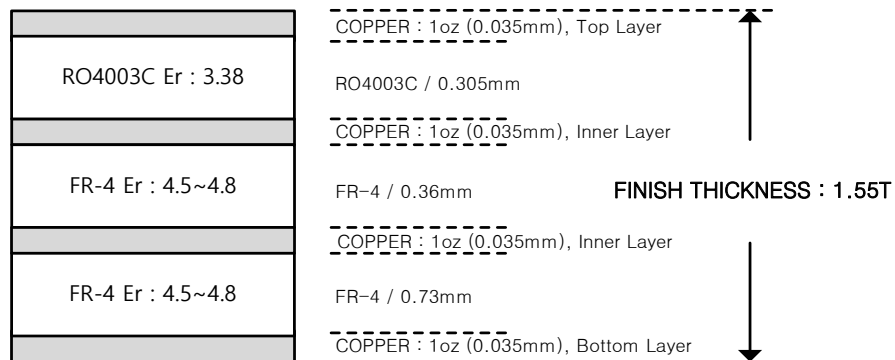 COPPER : 1oz (0.035mm), Top Layer
RO4003C Er : 3.38
RO4003C / 0.305mm
COPPER : 1oz (0.035mm), Inner Layer
FR-4 Er : 4.5~4.8
FR-4 / 0.36mm
FINISH THICKNESS : 1.55T
COPPER : 1oz (0.035mm), Inner Layer
FR-4 Er : 4.5~4.8
FR-4 / 0.73mm
COPPER : 1oz (0.035mm), Bottom Layer